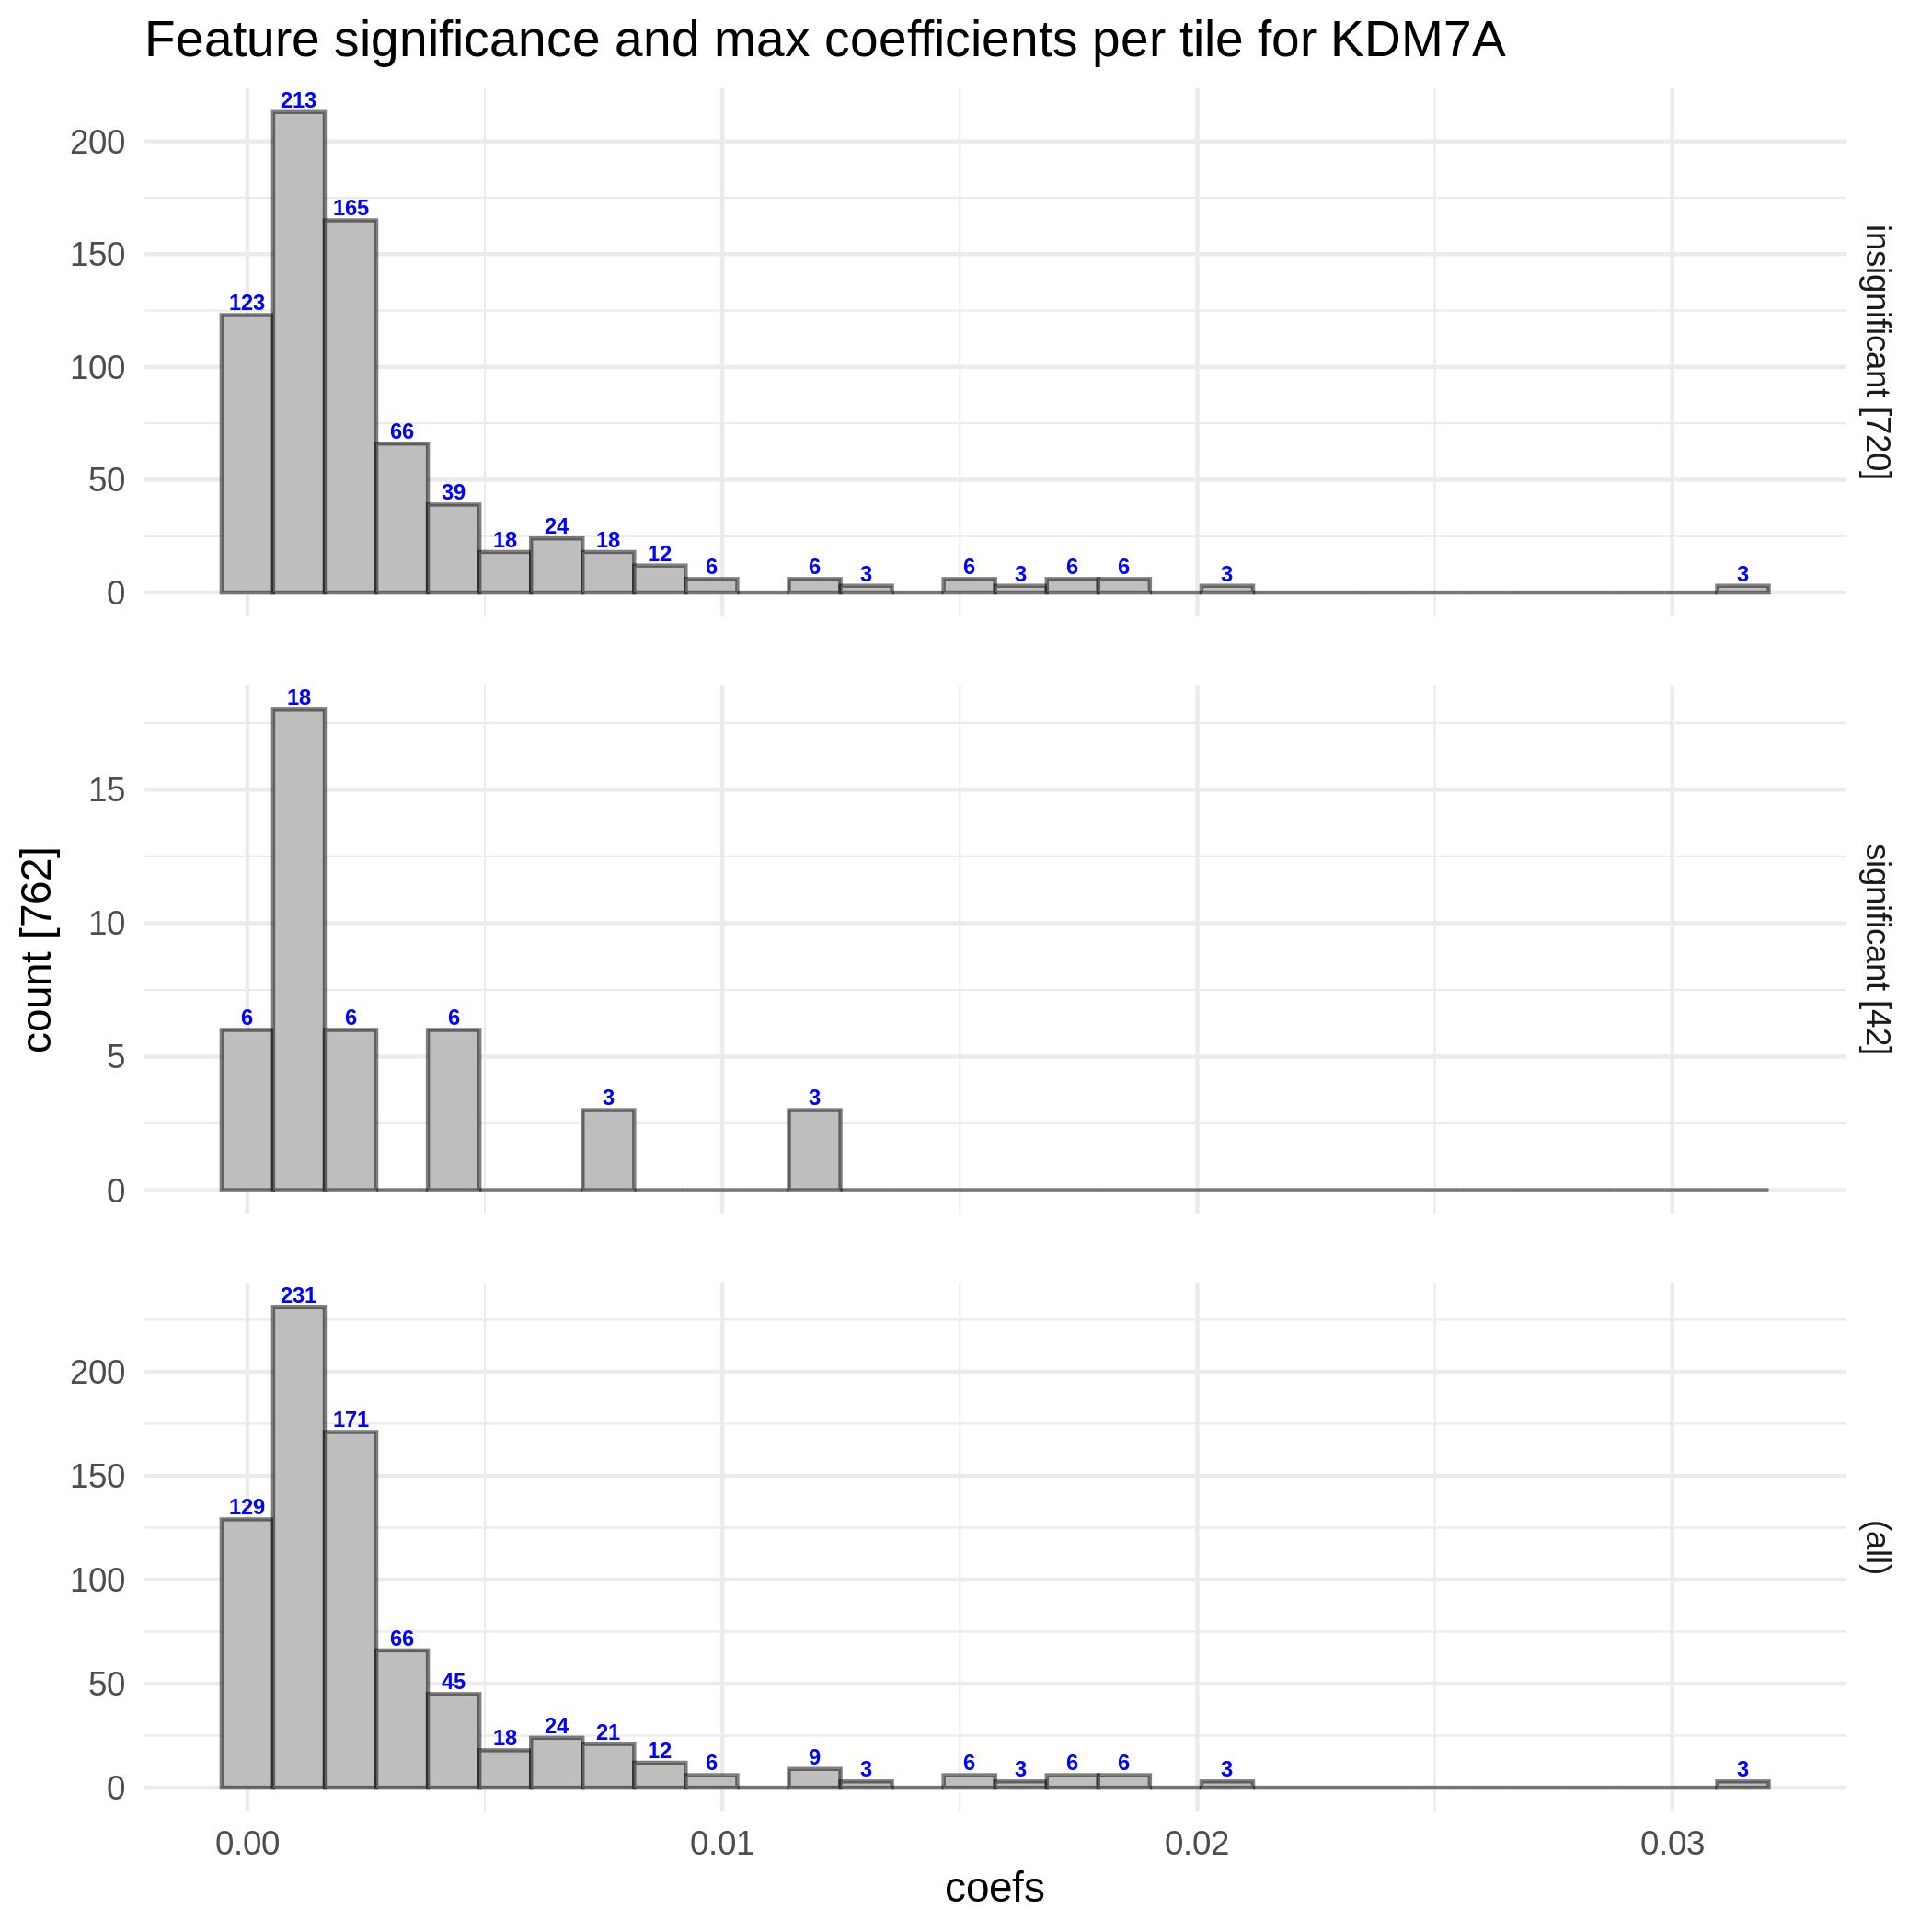 Feature significance and max coefficients per tile for KDM7A
213
200
165
150
123
100
66
50
39
18 24 18 12 6 6 3 6 3 6 6 3 3
0
insignificant [720]
18
15
10
6 6 6
5
3 3
0
significant [42]
count [762]
231
200
171
150
129
100
66
50
45
18 24 21 12 6 9 3 6 3 6 6 3 3
0
(all)
0.00 0.01 0.02 0.03
coefs